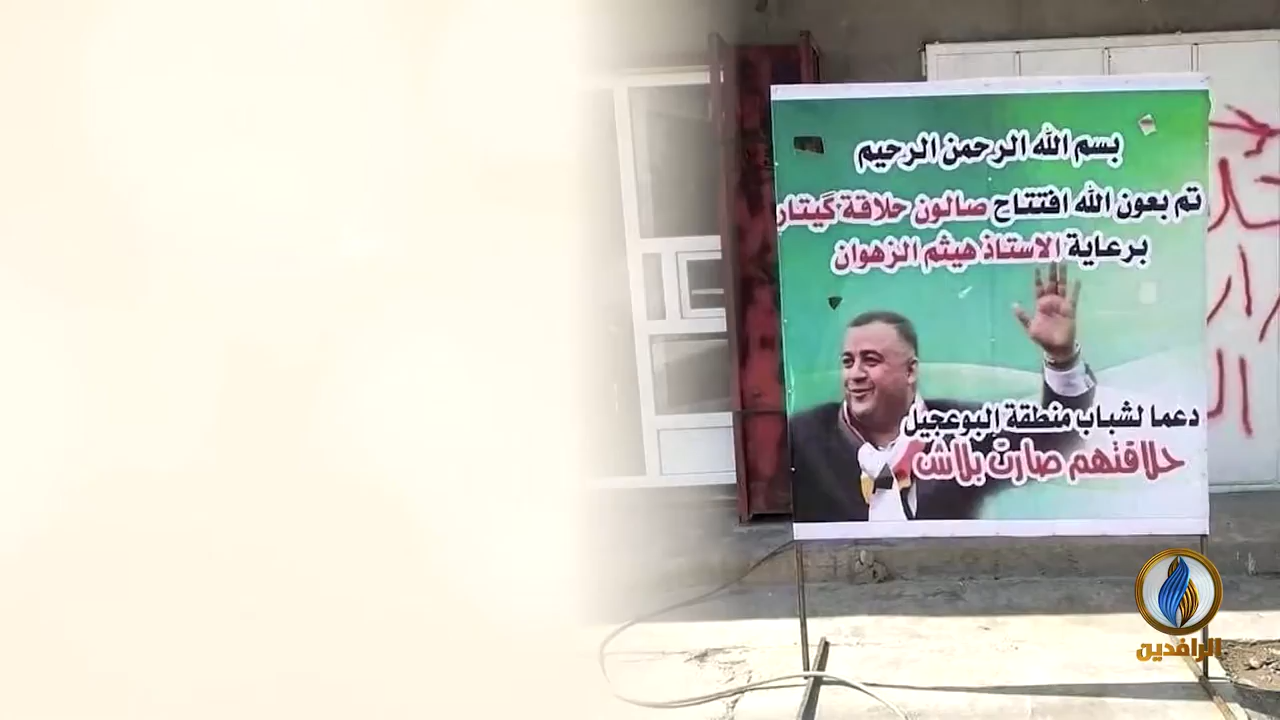 بسم الله الرحمن الرحيم
تم بعون الله افتتاح صالون حلاقة گيتار
برعاية الاستاذ هيثم الزهوان
دعما لشباب منطقة البوعجيل
حلاقتهم صارت بلاش
الرافدين